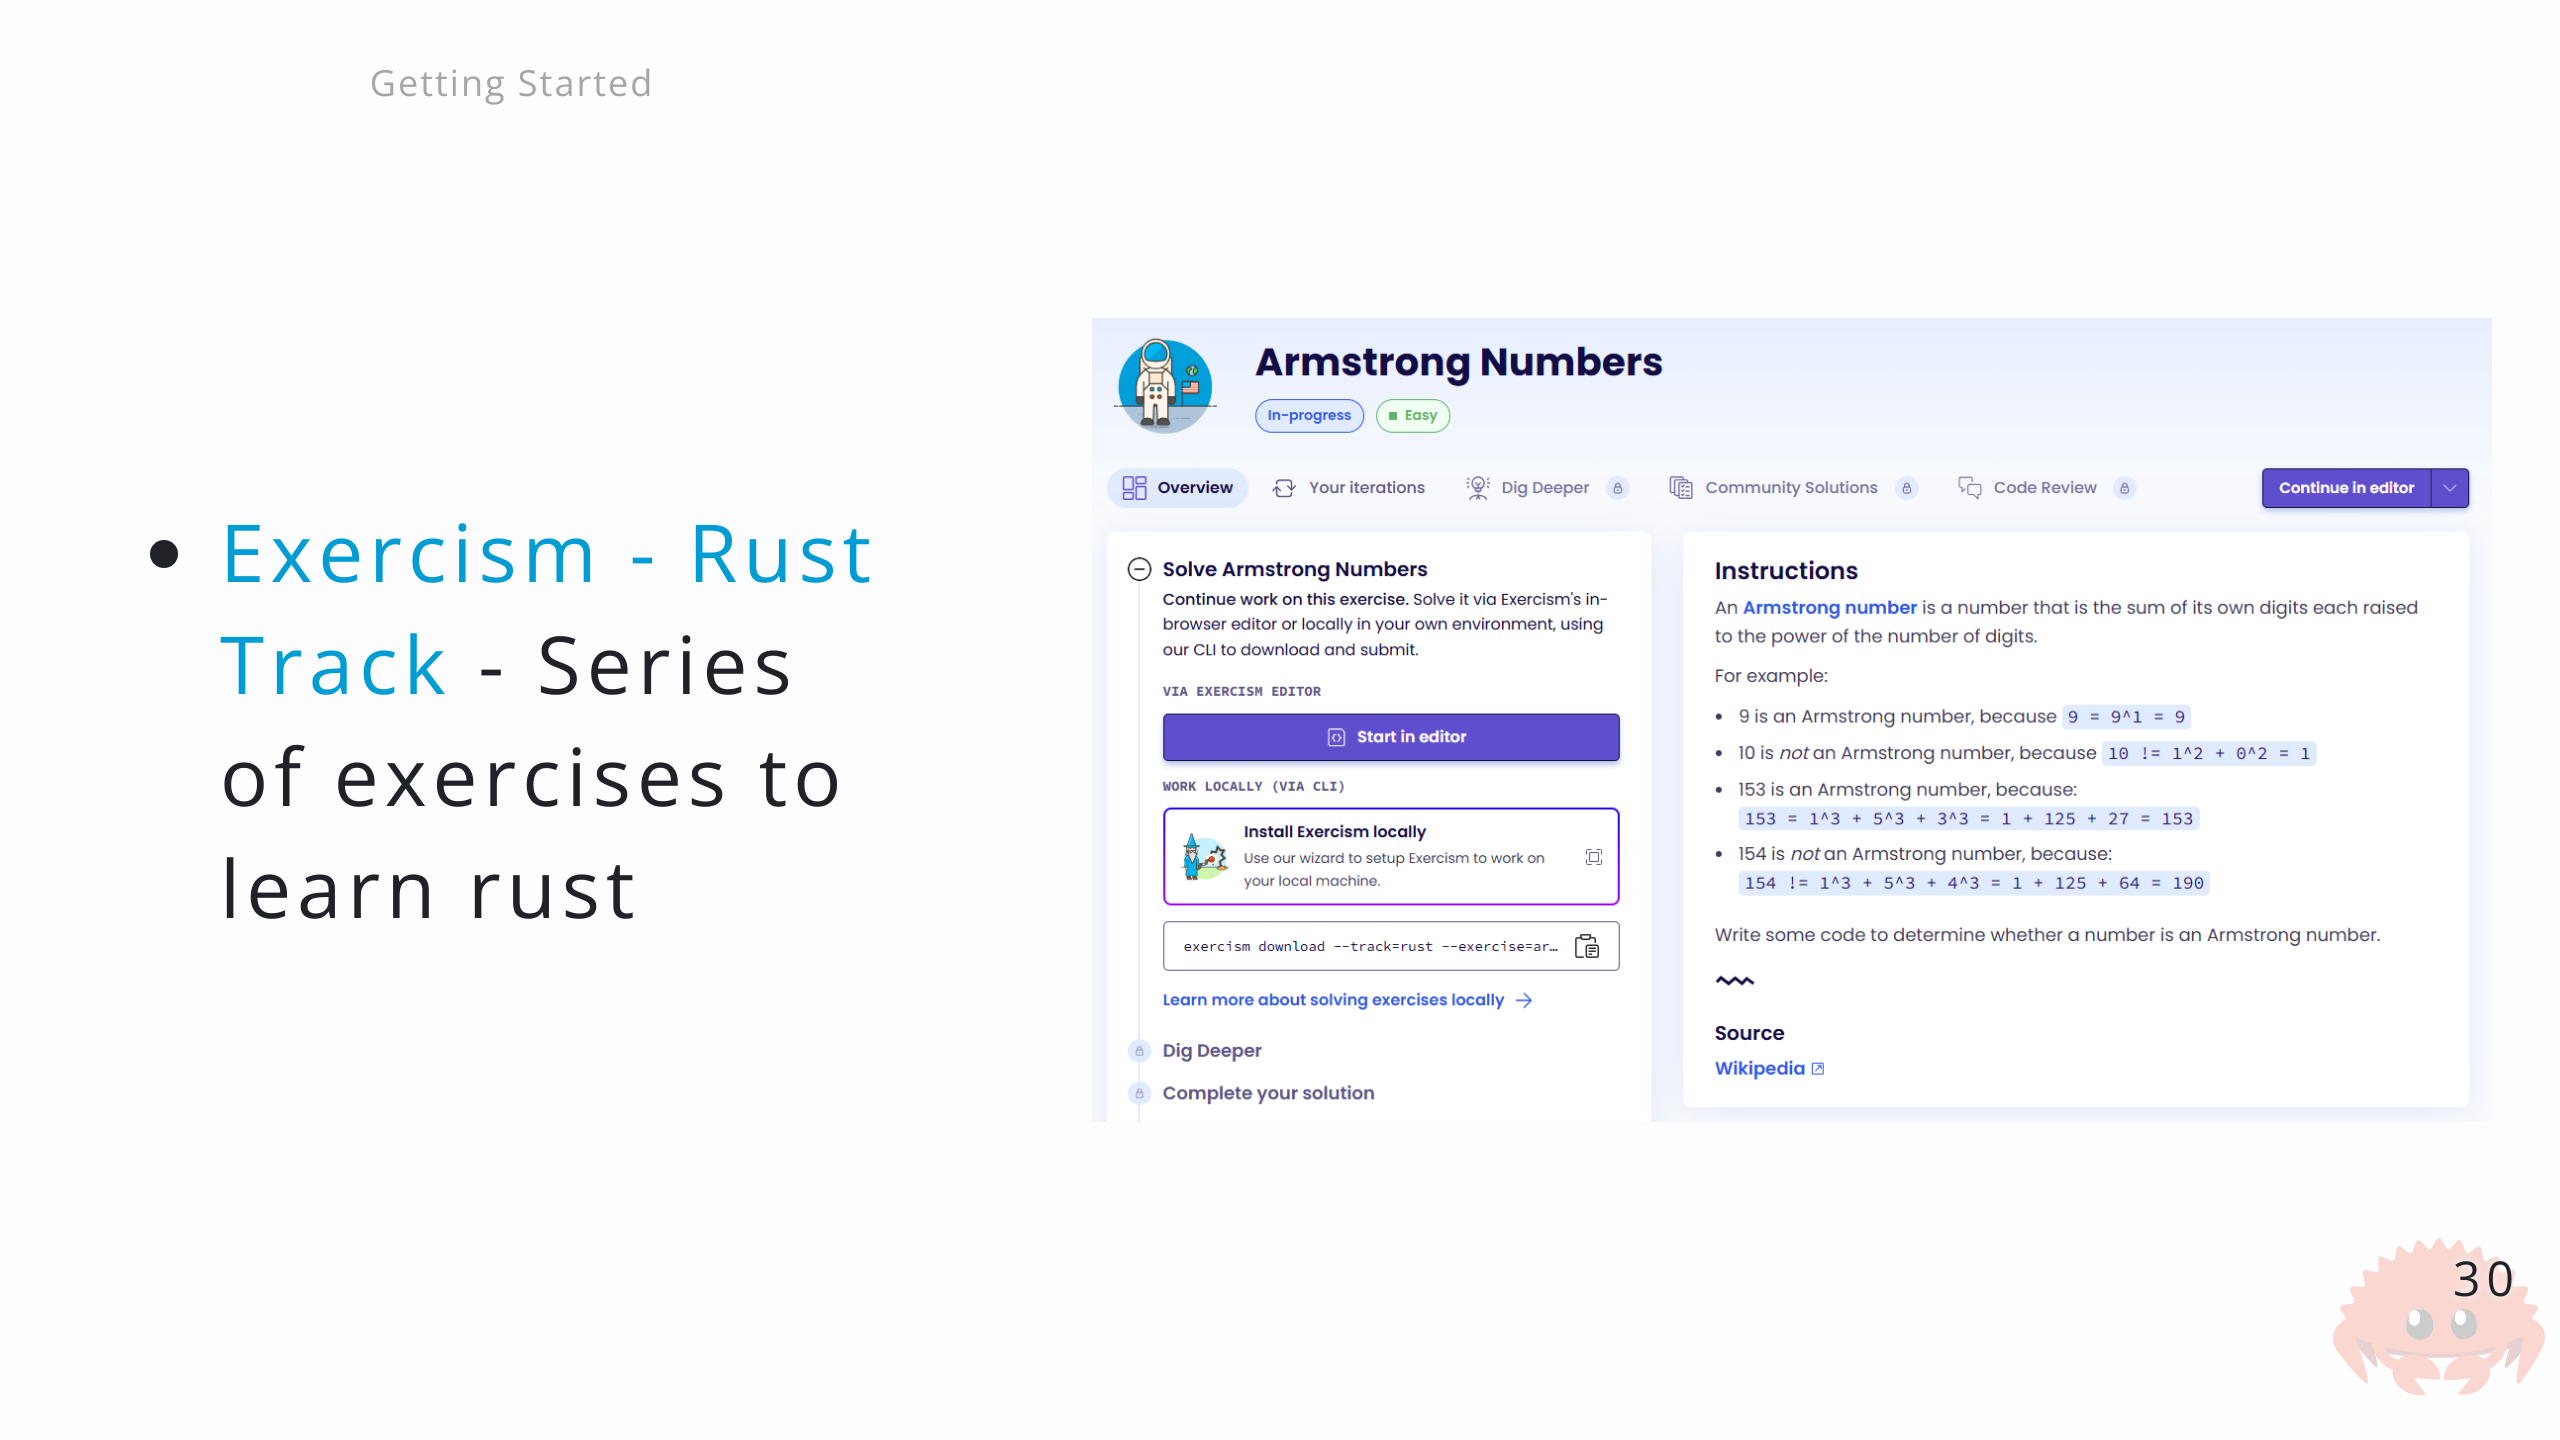 Getting Started
• Exercism - Rust
Track - Series
of exercises to
learn rust
Armstrong Numbers
In-progress
Easy
Overview
Your iterations
Dig Deeper
Community Solutions
Code Review
Continue in editor
Solve Armstrong Numbers
Continue work on this exercise. Solve it via Exercism's in-
browser editor or locally in your own environment, using
our CLI to download and submit.
VIA EXERCISM EDITOR
Start in editor
WORK LOCALLY (VIA CLI)
Install Exercism locally
Use our wizard to setup Exercism to work on
your local machine.
exercism download --track=rust --exercise=ar…
Learn more about solving exercises locally
Dig Deeper
Complete your solution
Instructions
An Armstrong number is a number that is the sum of its own digits each raised
to the power of the number of digits.
For example:
• 9 is an Armstrong number, because 9 = 9^1 = 9
• 10 is not an Armstrong number, because 10 != 1^2 + 0^2 = 1
• 153 is an Armstrong number, because:
153 = 1^3 + 5^3 + 3^3 = 1 + 125 + 27 = 153
• 154 is not an Armstrong number, because:
154 != 1^3 + 5^3 + 4^3 = 1 + 125 + 64 = 190
Write some code to determine whether a number is an Armstrong number.
Source
Wikipedia
30